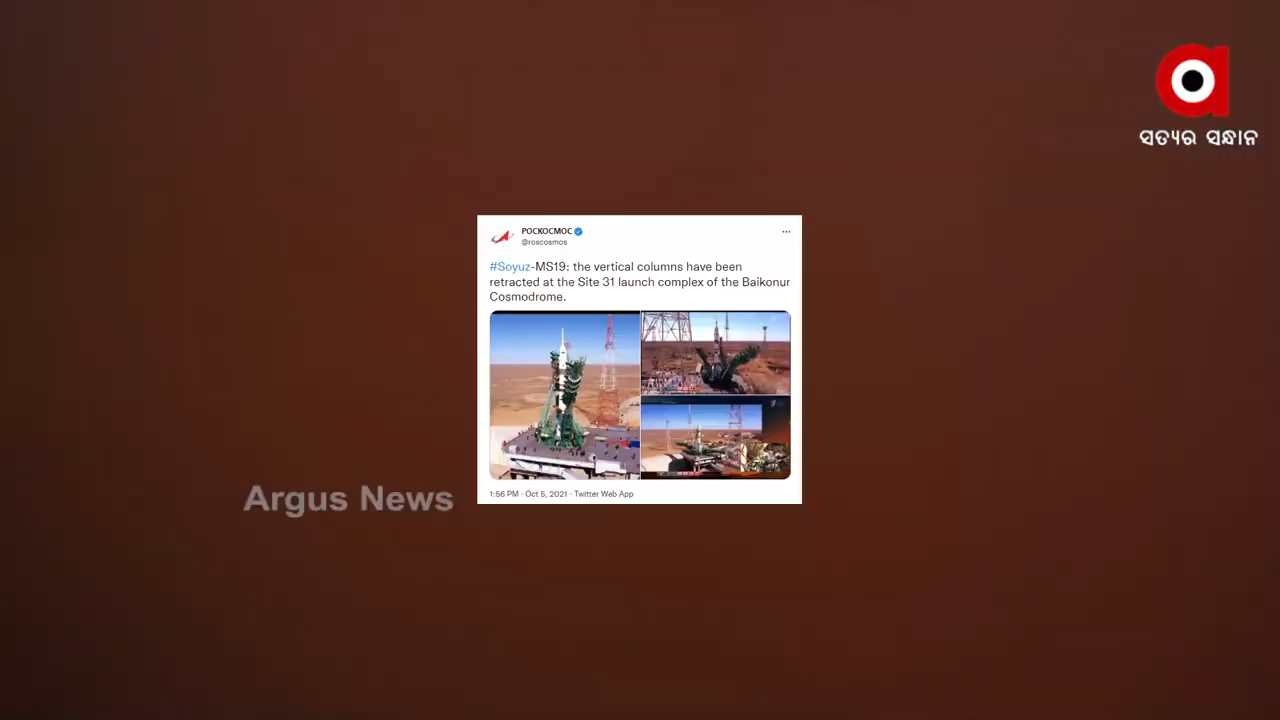 ସତ୍ୟର ସନ୍ଧାନ
РОСКОСМОС
@roscosmos
#Soyuz-MS19: the vertical columns have been
retracted at the Site 31 launch complex of the Baikonur
Cosmodrome.
1:56 PM · Oct 5, 2021 · Twitter Web App
Argus News